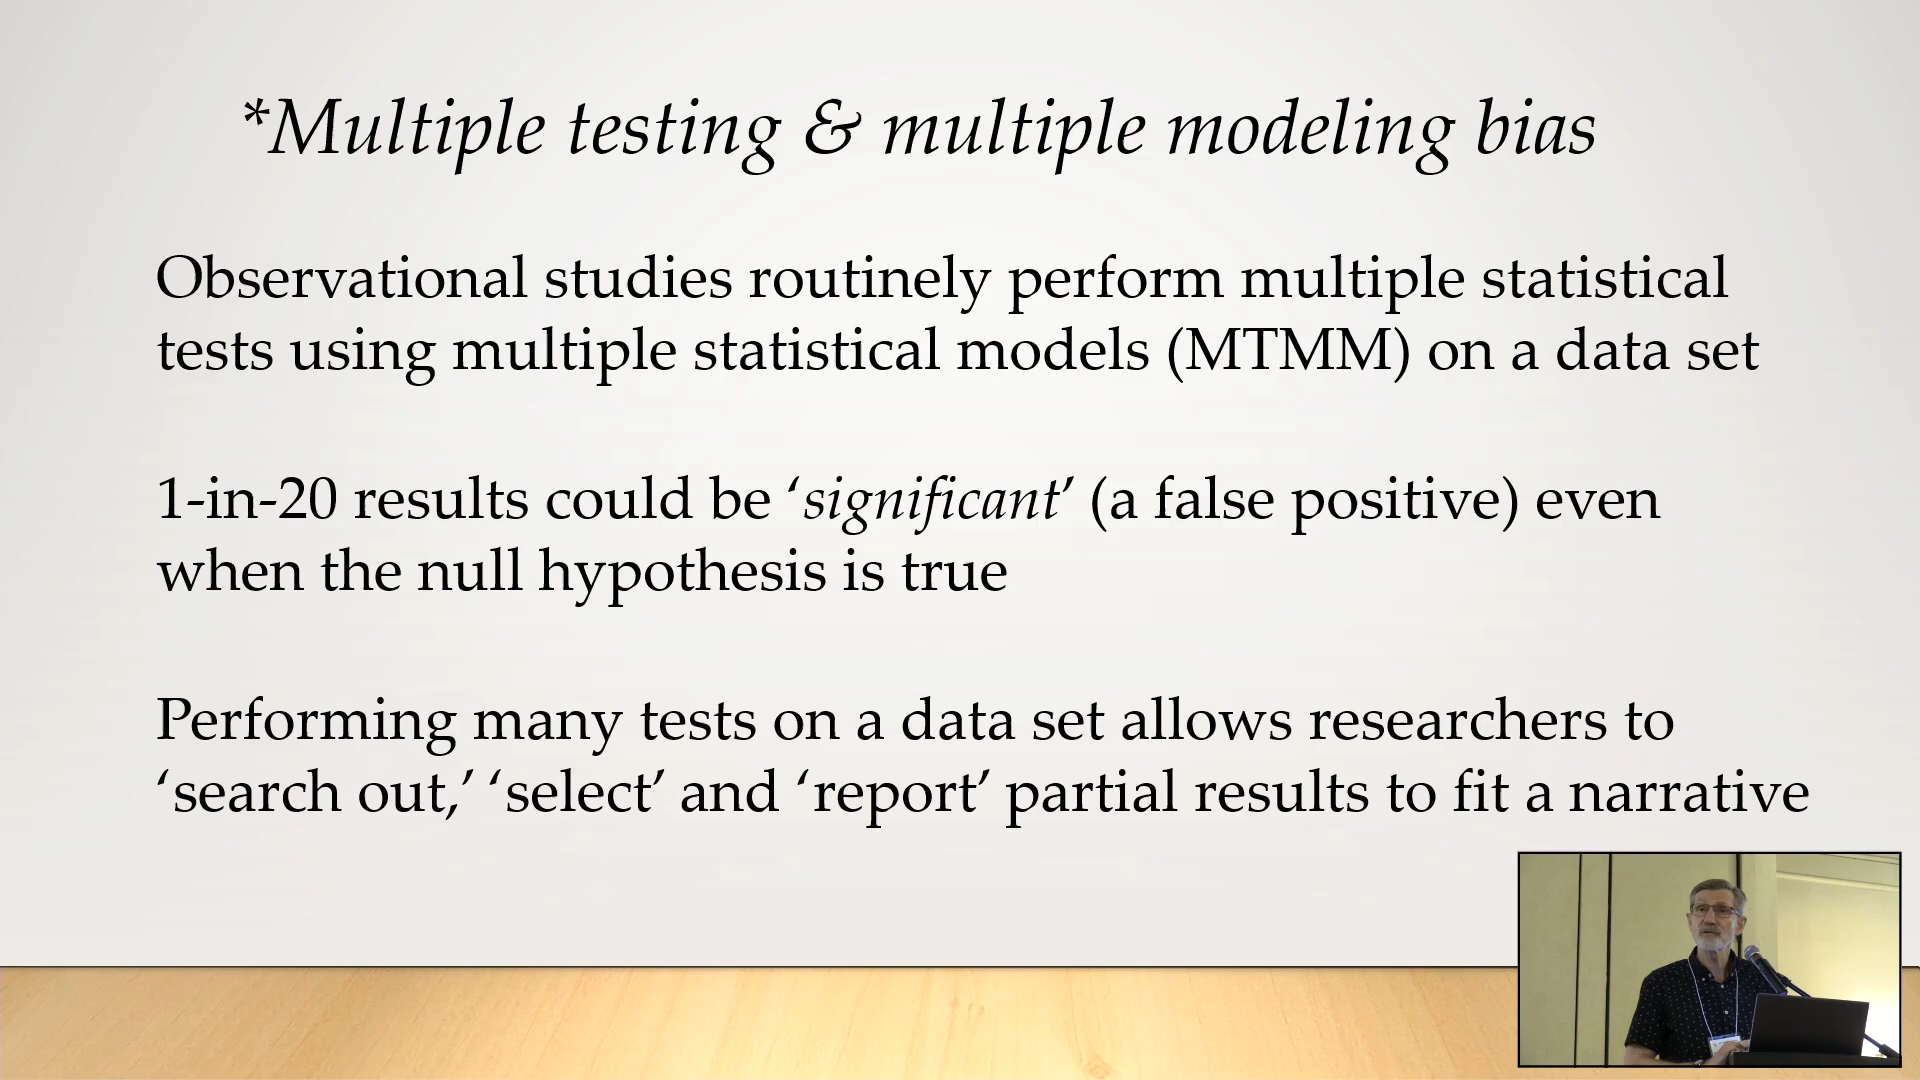 *Multiple testing & multiple modeling bias
Observational studies routinely perform multiple statistical
tests using multiple statistical models (MTMM) on a data set
1-in-20 results could be ‘significant’ (a false positive) even
when the null hypothesis is true
Performing many tests on a data set allows researchers to
‘search out,’ ‘select’ and ‘report’ partial results to fit a narrative